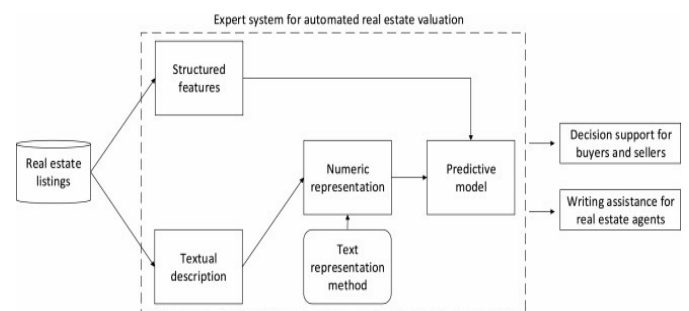 Expert system for automated real estate valuation
Structured
features
Real estate
listings
Numeric
representation
Predictive
model
Decision support for
buyers and sellers
Writing assistance for
real estate agents
Textual
description
Text
representation
method